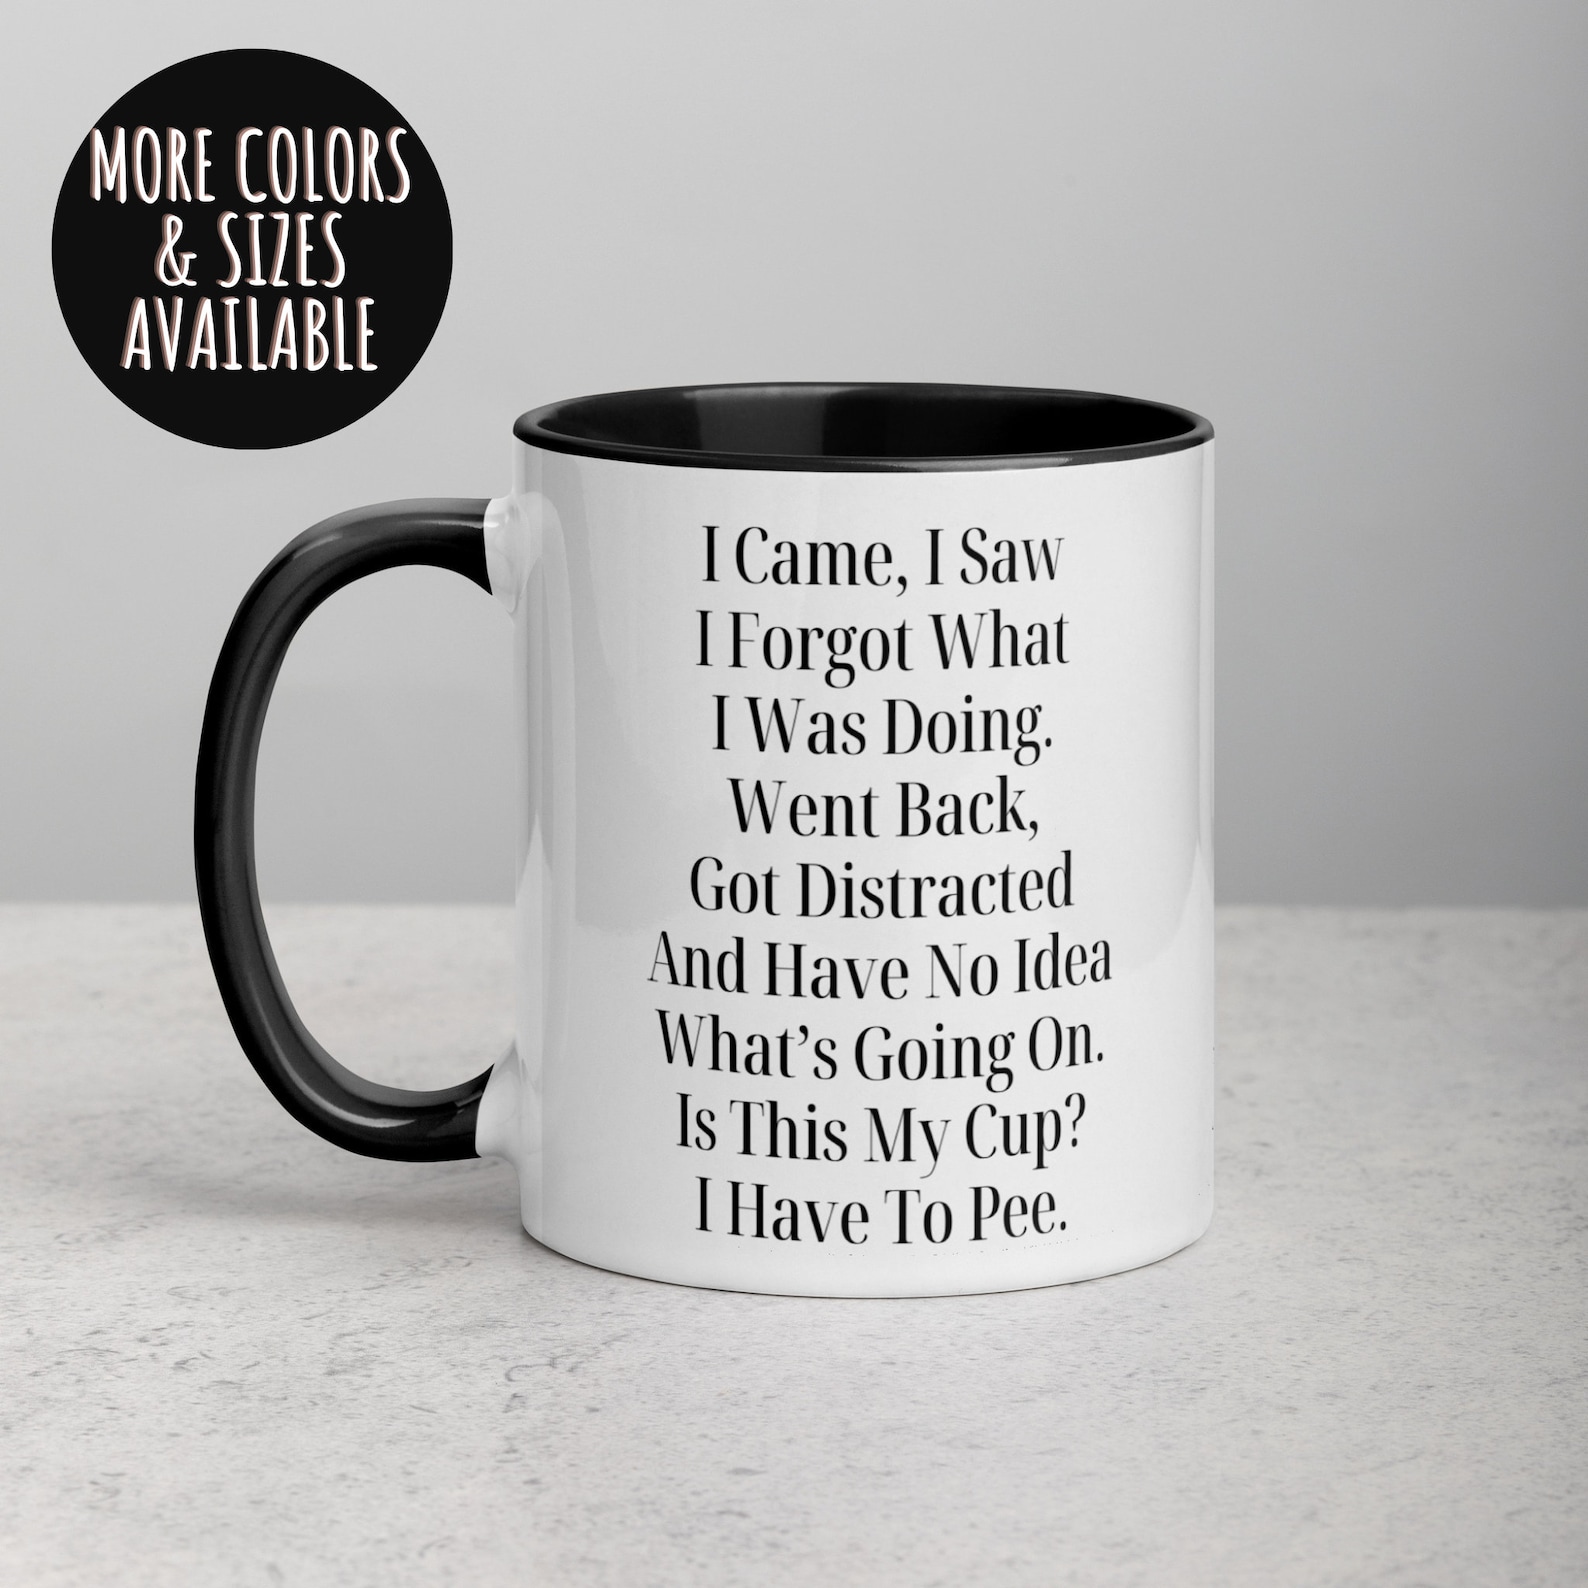 MORE COLORS
& SIZES
AVAILABLE
I Came, I Saw
I Forgot What
I Was Doing.
Went Back,
Got Distracted
And Have No Idea
What's Going On.
Is This My Cup?
I Have To Pee.